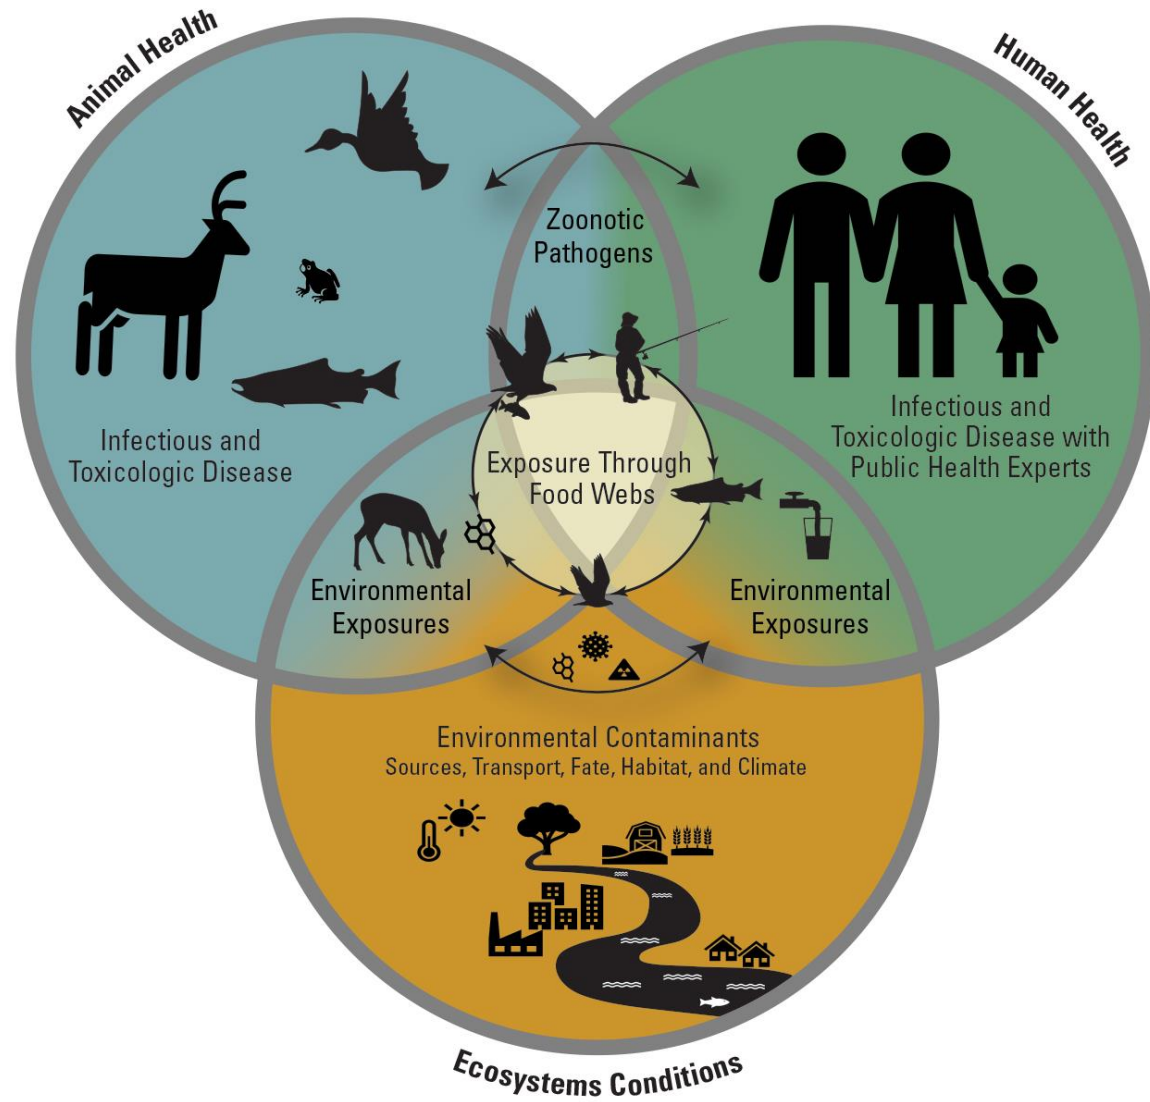 Animal Health
Human Health
Zoonotic
Pathogens
Infectious and
Toxicologic Disease
Infectious and
Toxicologic Disease with
Public Health Experts
Exposure Through
Food Webs
Environmental
Exposures
Environmental
Exposures
Environmental Contaminants
Sources, Transport, Fate, Habitat, and Climate
Ecosystems Conditions